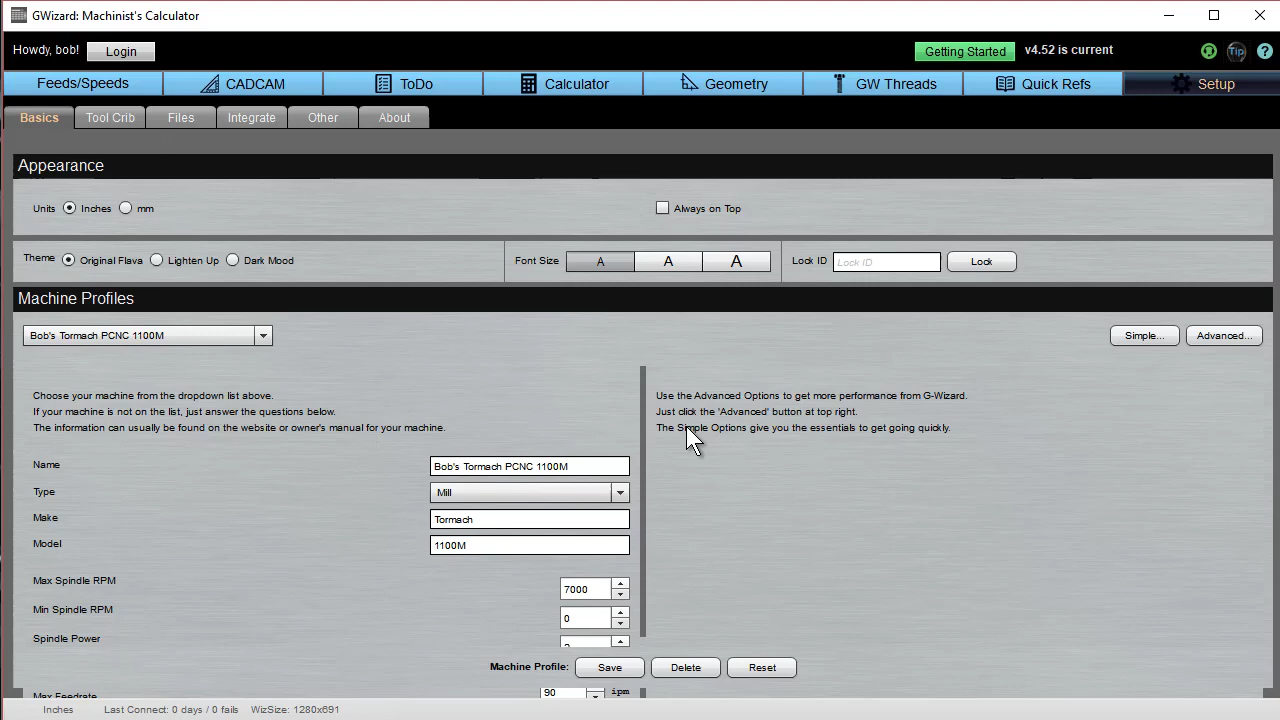 GWizard: Machinist's Calculator
Howdy, bob! Login Getting Started v4.52 is current Tip ?
Feeds/Speeds CADCAM ToDo Calculator Geometry GW Threads Quick Refs Setup
Basics Tool Crib Files Integrate Other About
Appearance
Units Inches mm Always on Top
Theme Original Flava Lighten Up Dark Mood Font Size A A A Lock ID Lock ID Lock
Machine Profiles
Bob's Tormach PCNC 1100M Simple... Advanced...
Choose your machine from the dropdown list above.
If your machine is not on the list, just answer the questions below.
The information can usually be found on the website or owner's manual for your machine.
Use the Advanced Options to get more performance from G-Wizard.
Just click the 'Advanced' button at top right.
The Simple Options give you the essentials to get going quickly.
Name Bob's Tormach PCNC 1100M
Type Mill
Make Tormach
Model 1100M
Max Spindle RPM 7000
Min Spindle RPM 0
Spindle Power
Machine Profile: Save Delete Reset
Max Feedrate 90 ipm
Inches Last Connect: 0 days / 0 fails WizSize: 1280x691